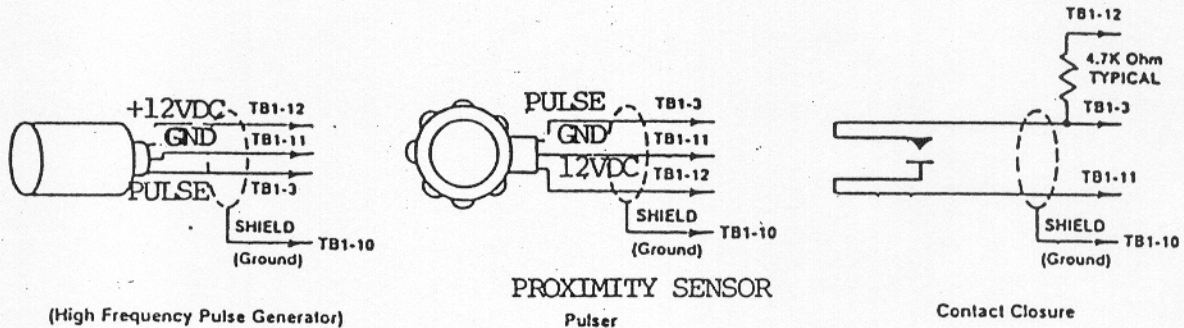 +12VDC TB1-12
GND TB1-11
PULSE TB1-3
SHIELD
(Ground) TB1-10
(High Frequency Pulse Generator)
PULSE TB1-3
GND TB1-11
12VDC TB1-12
SHIELD
(Ground) TB1-10
PROXIMITY SENSOR
Pulser
TB1-12
4.7K Ohm
TYPICAL
TB1-3
TB1-11
SHIELD
(Ground) TB1-10
Contact Closure